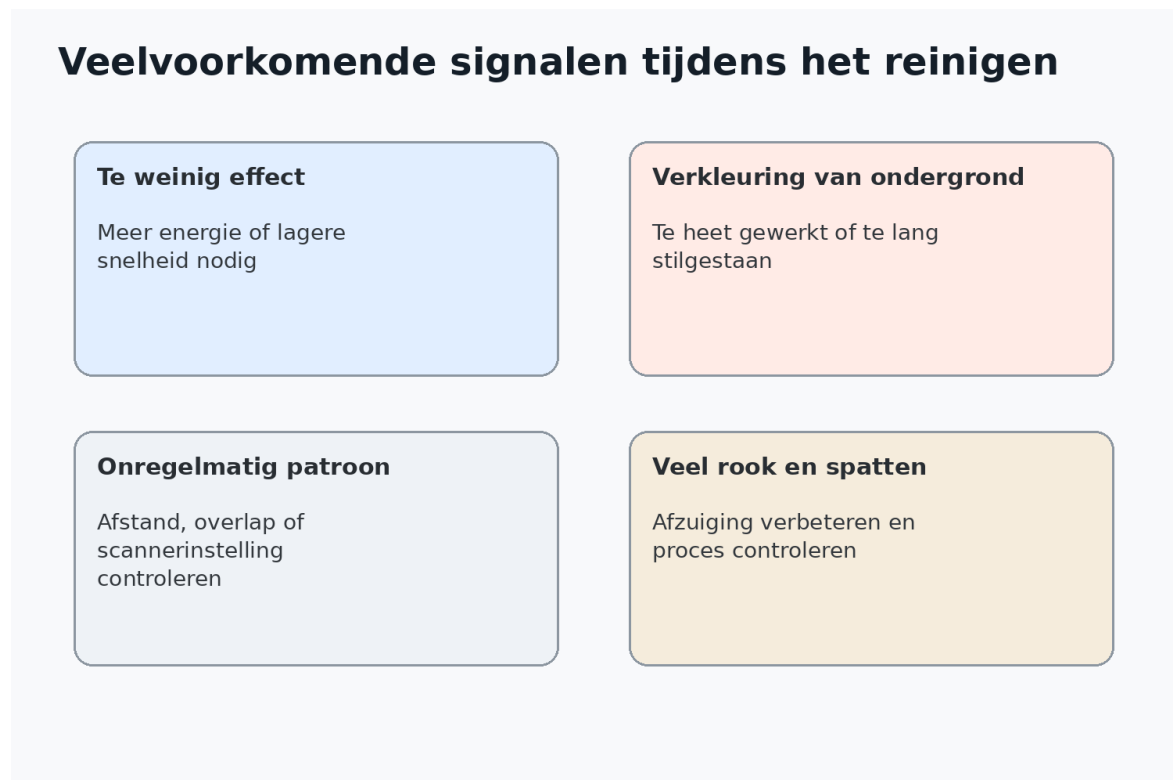 Veelvoorkomende signalen tijdens het reinigen
Te weinig effect
Meer energie of lagere
snelheid nodig
Verkleuring van ondergrond
Te heet gewerkt of te lang
stilgestaan
Onregelmatig patroon
Afstand, overlap of
scannerinstelling
controleren
Veel rook en spatten
Afzuiging verbeteren en
proces controleren